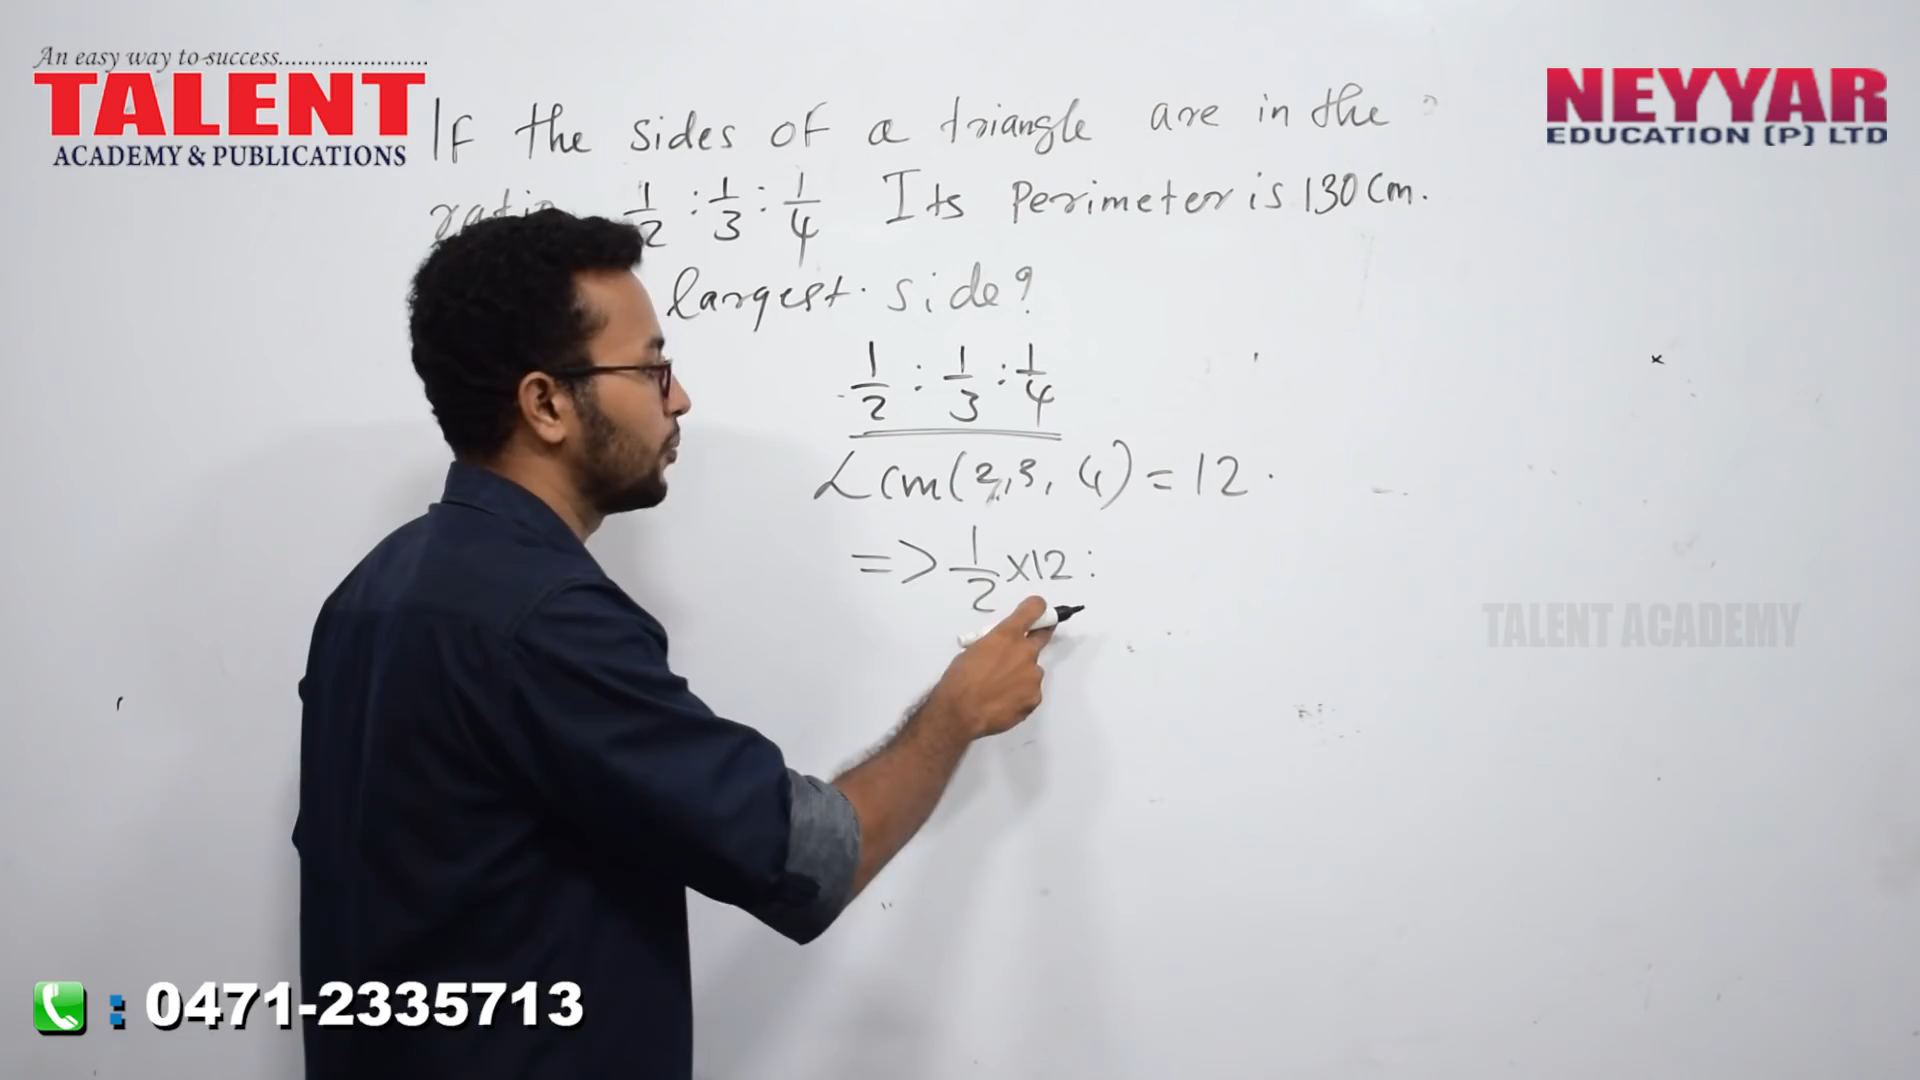 An easy way to success........................
TALENT
ACADEMY & PUBLICATIONS
NEYYAR
EDUCATION (P) LTD
If the sides of a triangle are in the
ratio 1/2 : 1/3 : 1/4 Its Perimeter is 130 Cm.
largest side?
1/2 : 1/3 : 1/4
Lcm(2,3, 4) = 12
=> 1/2 x12 :
TALENT ACADEMY
: 0471-2335713